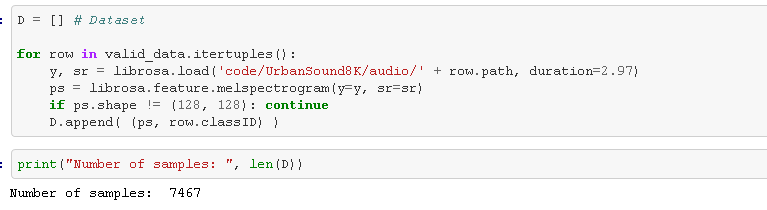 D = [] # Dataset
for row in valid_data.itertuples():
    y, sr = librosa.load('code/UrbanSound8K/audio/' + row.path, duration=2.97)
    ps = librosa.feature.melspectrogram(y=y, sr=sr)
    if ps.shape != (128, 128): continue
    D.append( (ps, row.classID) )
print("Number of samples: ", len(D))
Number of samples:  7467